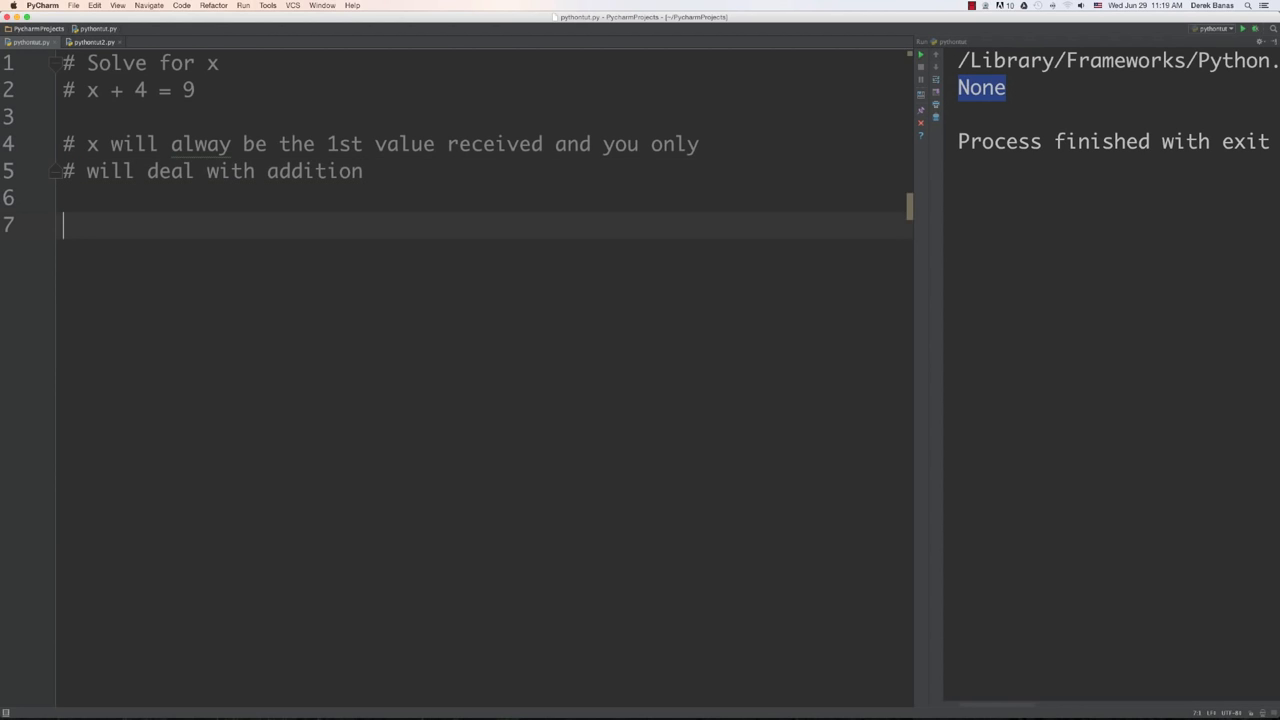 PyCharm File Edit View Navigate Code Refactor Run Tools VCS Window Help 10 Wed Jun 29 11:19 AM Derek Banas
pythontut.py - PycharmProjects - [~/PycharmProjects]
PycharmProjects pythontut.py pythontut
pythontut.py pythontut2.py Run pythontut
1 # Solve for x
2 # x + 4 = 9
3
4 # x will alway be the 1st value received and you only
5 # will deal with addition
6
7
/Library/Frameworks/Python.
None
Process finished with exit
7:1 LF÷ UTF-8÷